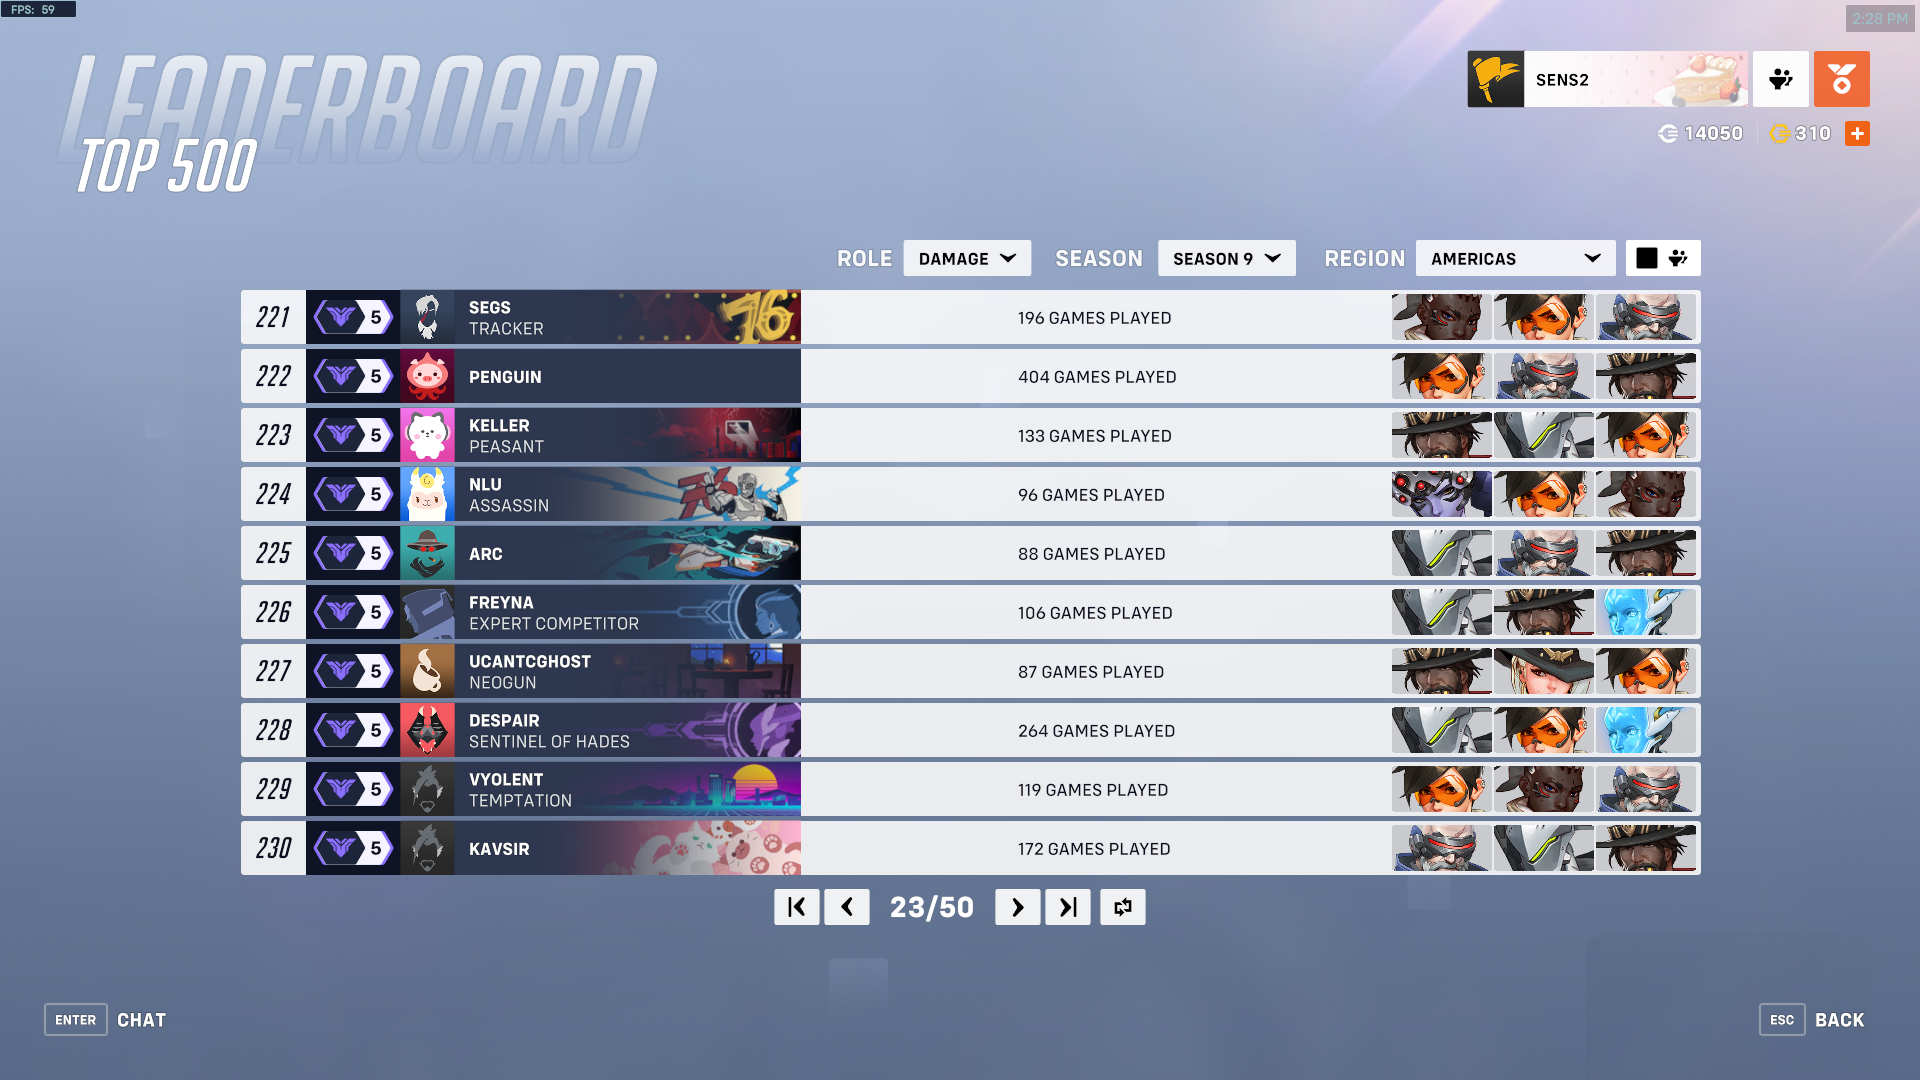 FPS: 59
2:28 PM
LEADERBOARD
TOP 500
SENS2
14050
310
ROLE DAMAGE SEASON SEASON 9 REGION AMERICAS
221 5 SEGS 76 196 GAMES PLAYED
TRACKER
222 5 PENGUIN 404 GAMES PLAYED
223 5 KELLER 133 GAMES PLAYED
PEASANT
224 5 NLU 96 GAMES PLAYED
ASSASSIN
225 5 ARC 88 GAMES PLAYED
226 5 FREYNA 106 GAMES PLAYED
EXPERT COMPETITOR
227 5 UCANTCGHOST 87 GAMES PLAYED
NEOGUN
228 5 DESPAIR 264 GAMES PLAYED
SENTINEL OF HADES
229 5 VYOLENT 119 GAMES PLAYED
TEMPTATION
230 5 KAVSIR 172 GAMES PLAYED
23/50
ENTER CHAT
ESC BACK